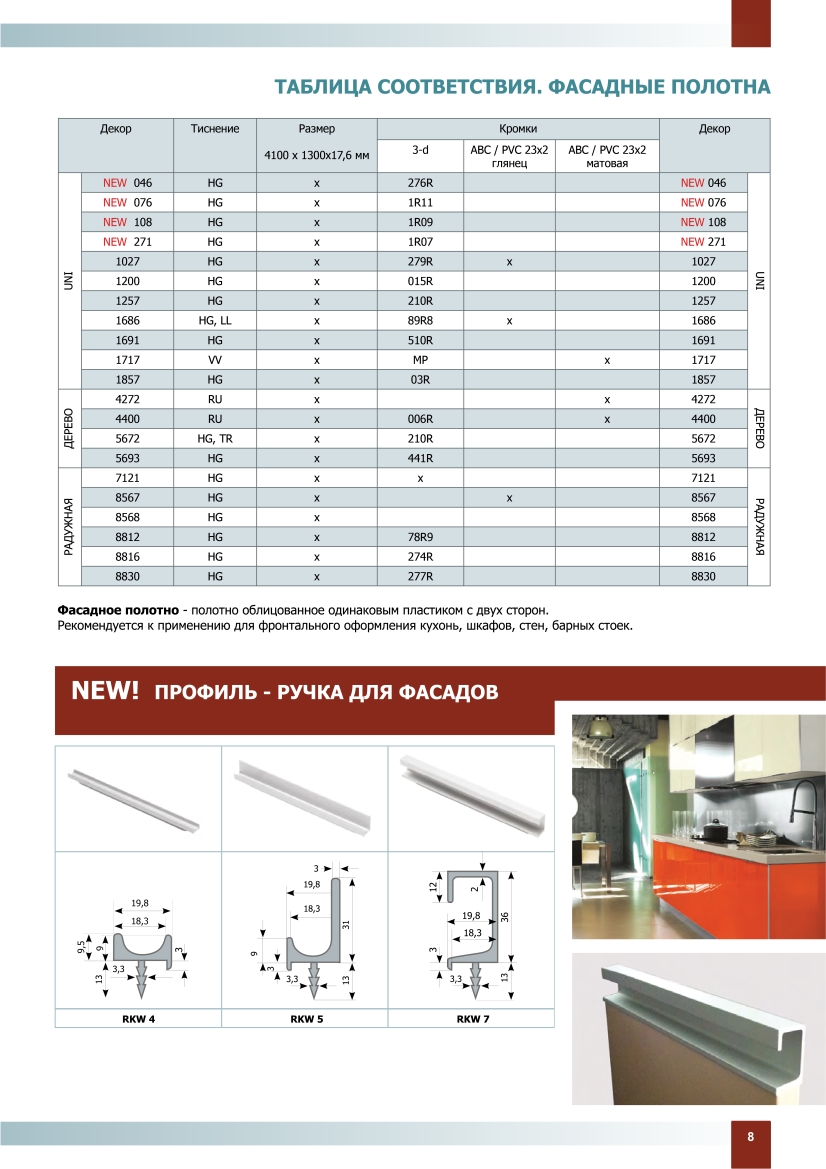 ТАБЛИЦА СООТВЕТСТВИЯ. ФАСАДНЫЕ ПОЛОТНА
Декор Тиснение Размер Кромки Декор
4100 x 1300x17,6 мм 3-d ABC / PVC 23x2 глянец ABC / PVC 23x2 матовая
UNI
NEW 046 HG x 276R NEW 046
NEW 076 HG x 1R11 NEW 076
NEW 108 HG x 1R09 NEW 108
NEW 271 HG x 1R07 NEW 271
1027 HG x 279R x 1027
1200 HG x 015R 1200
1257 HG x 210R 1257
1686 HG, LL x 89R8 x 1686
1691 HG x 510R 1691
1717 VV x MP x 1717
1857 HG x 03R 1857
UNI
ДЕРЕВО
4272 RU x x 4272
4400 RU x 006R x 4400
5672 HG, TR x 210R 5672
5693 HG x 441R 5693
ДЕРЕВО
РАДУЖНАЯ
7121 HG x x 7121
8567 HG x x 8567
8568 HG x 8568
8812 HG x 78R9 8812
8816 HG x 274R 8816
8830 HG x 277R 8830
РАДУЖНАЯ
Фасадное полотно - полотно облицованное одинаковым пластиком с двух сторон.
Рекомендуется к применению для фронтального оформления кухонь, шкафов, стен, барных стоек.
NEW! ПРОФИЛЬ - РУЧКА ДЛЯ ФАСАДОВ
19,8
18,3
9,5
9
3
3,3
13
3
19,8
18,3
31
9
3
3,3
13
12
2
19,8
36
18,3
3
3,3
13
RKW 4 RKW 5 RKW 7
8